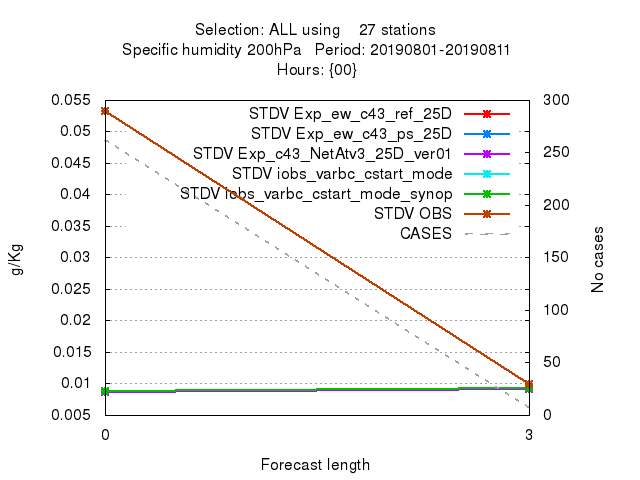 Selection: ALL using    27 stations
Specific humidity 200hPa   Period: 20190801-20190811
Hours: {00}
STDV Exp_ew_c43_ref_25D
STDV Exp_ew_c43_ps_25D
STDV Exp_c43_NetAtv3_25D_ver01
STDV iobs_varbc_cstart_mode
STDV iobs_varbc_cstart_mode_synop
STDV OBS
CASES
0.055
0.05
0.045
0.04
0.035
0.03
0.025
0.02
0.015
0.01
0.005
g/Kg
300
250
200
150
100
50
0
No cases
0
3
Forecast length